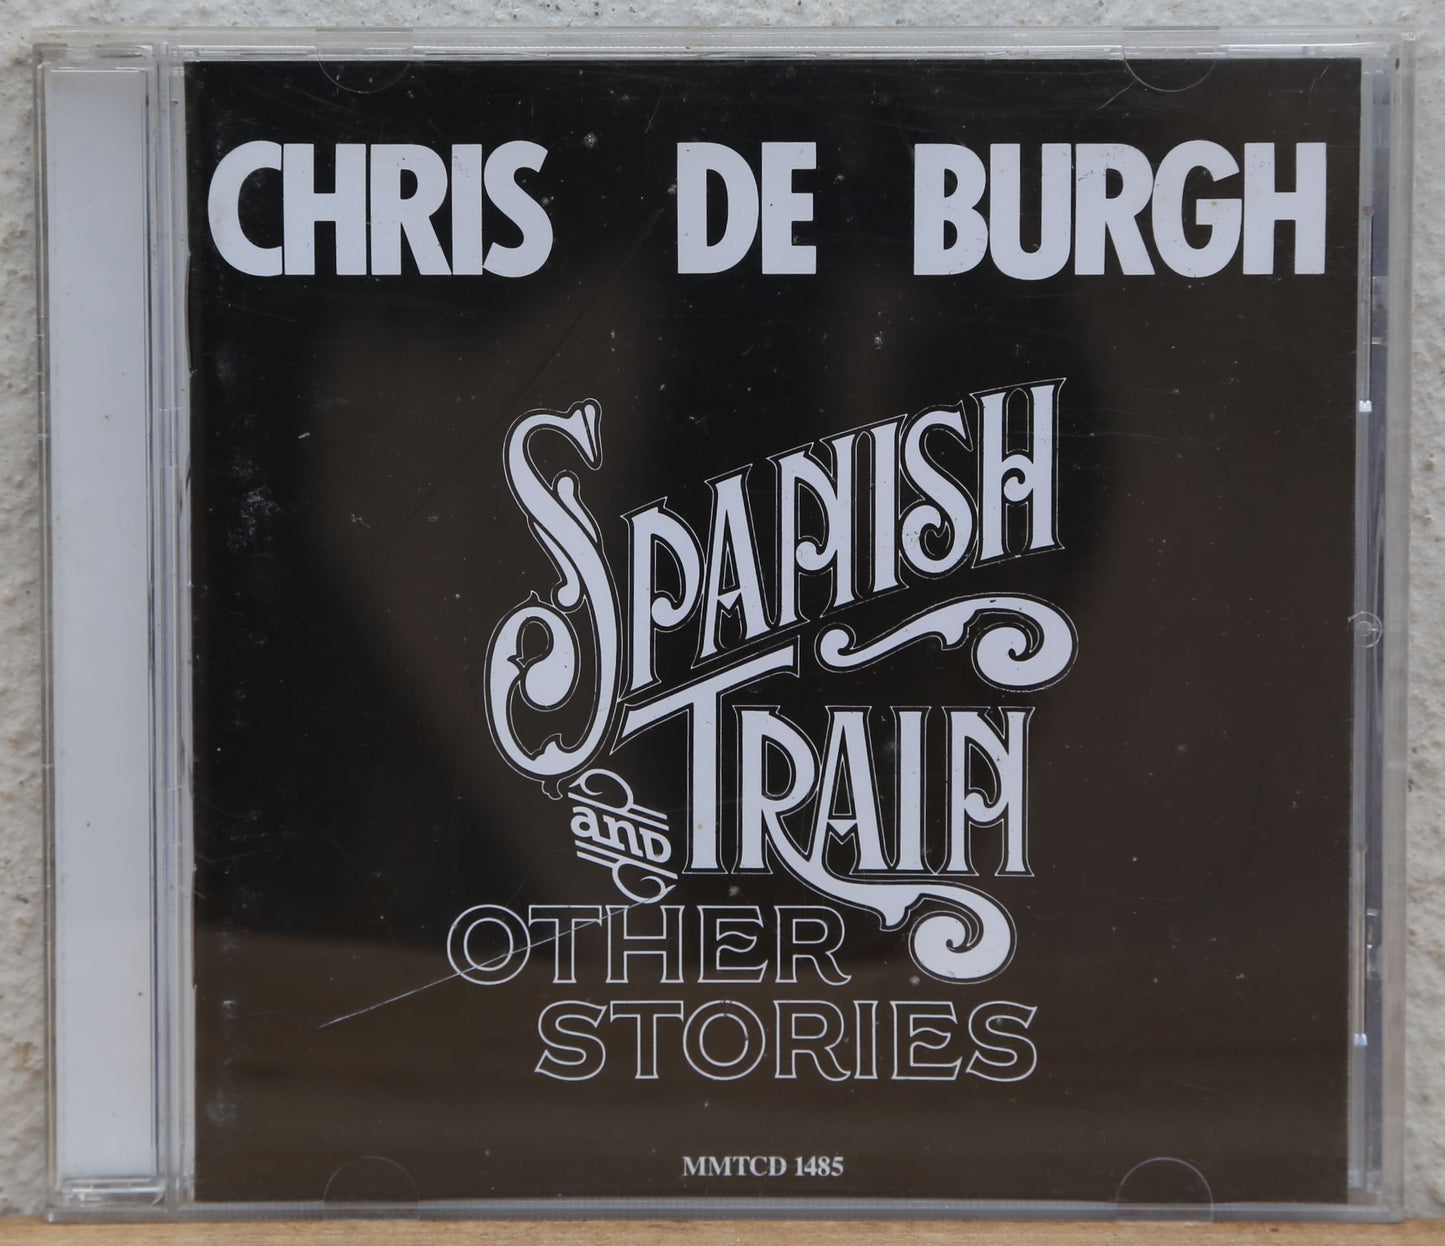 CHRIS DE BURGH
SPANISH
TRAIN
and
OTHER
STORIES
MMTCD 1485